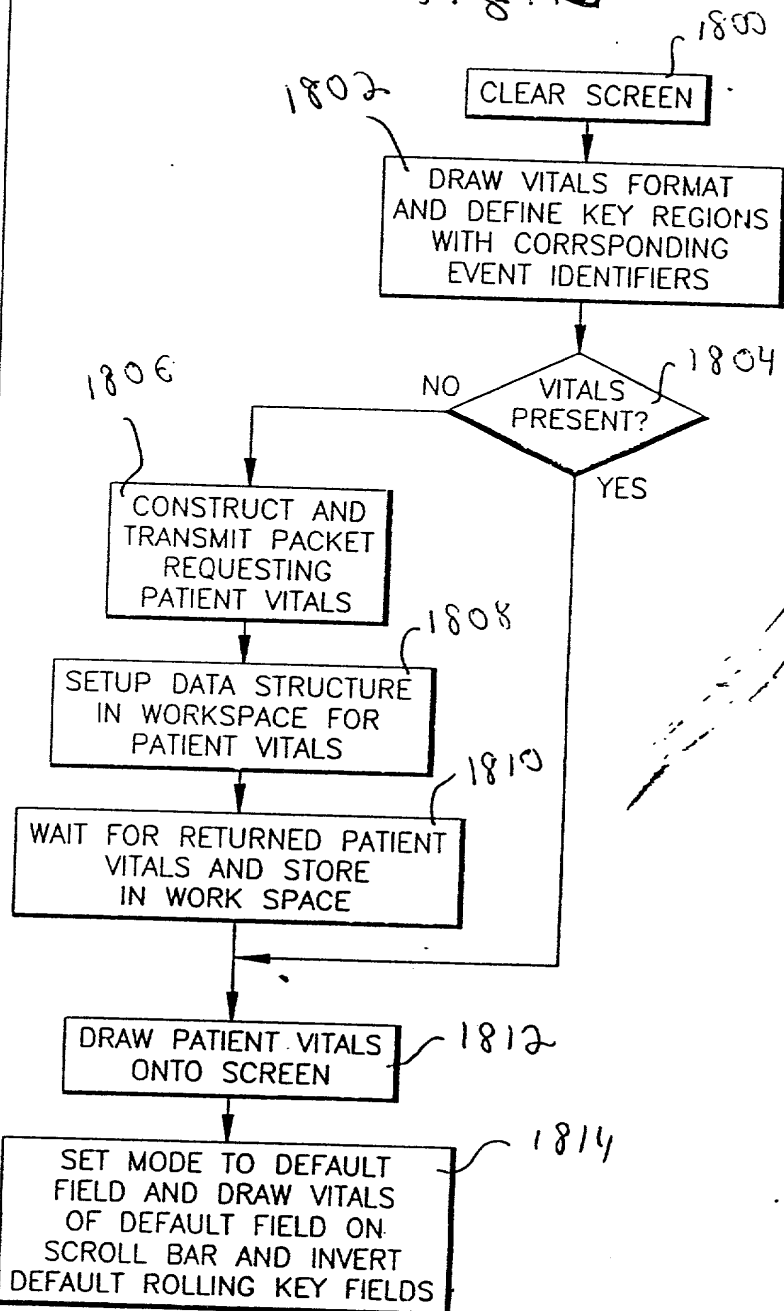 1800
CLEAR SCREEN
1802
DRAW VITALS FORMAT
AND DEFINE KEY REGIONS
WITH CORRSPONDING
EVENT IDENTIFIERS
1804
VITALS
PRESENT?
NO
YES
1806
CONSTRUCT AND
TRANSMIT PACKET
REQUESTING
PATIENT VITALS
1808
SETUP DATA STRUCTURE
IN WORKSPACE FOR
PATIENT VITALS
1810
WAIT FOR RETURNED PATIENT
VITALS AND STORE
IN WORK SPACE
DRAW PATIENT VITALS
ONTO SCREEN
1812
1814
SET MODE TO DEFAULT
FIELD AND DRAW VITALS
OF DEFAULT FIELD ON
SCROLL BAR AND INVERT
DEFAULT ROLLING KEY FIELDS